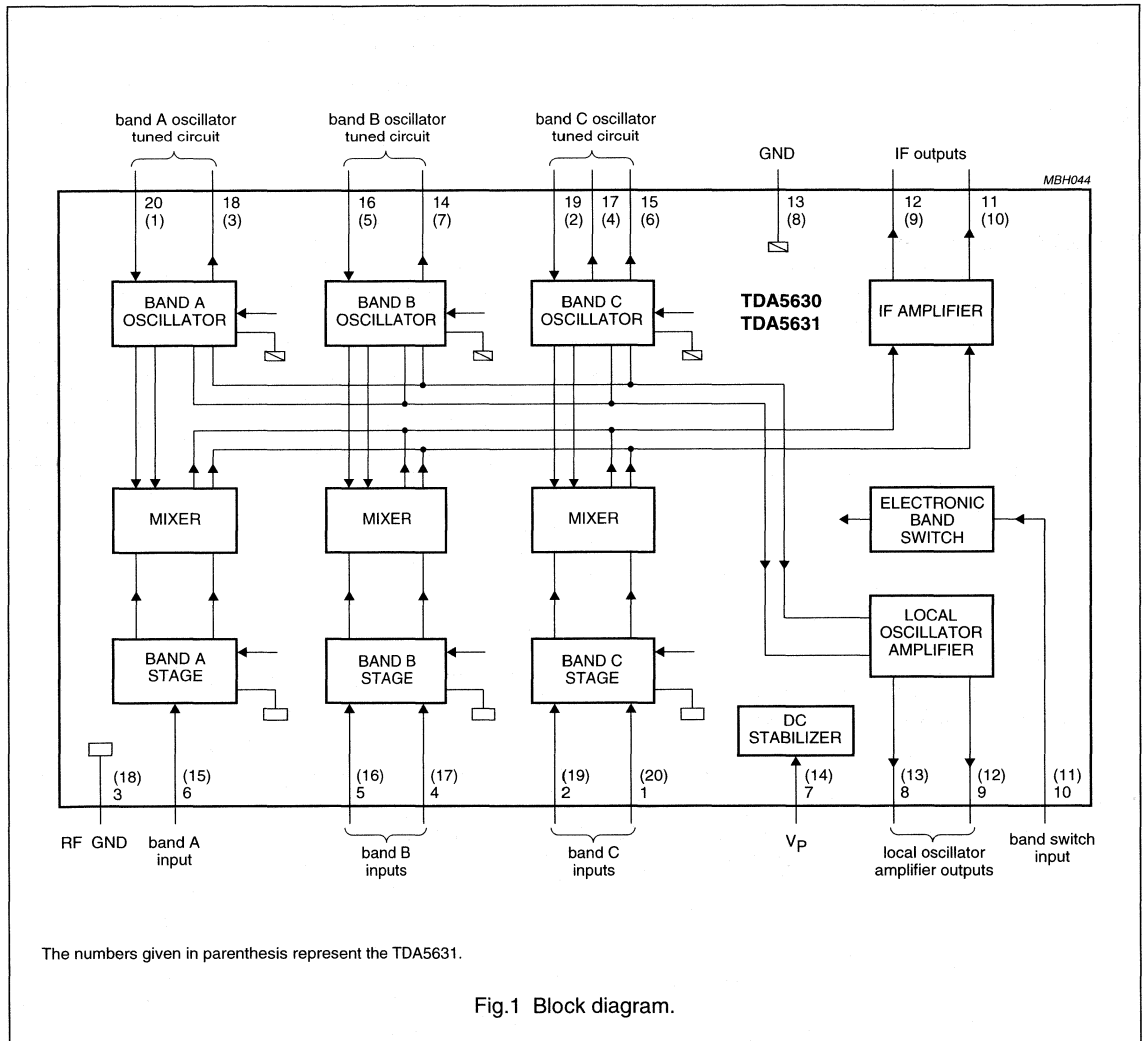 band A oscillator
tuned circuit
band B oscillator
tuned circuit
band C oscillator
tuned circuit
GND
IF outputs
MBH044
20
(1)
18
(3)
16
(5)
14
(7)
19
(2)
17
(4)
15
(6)
13
(8)
12
(9)
11
(10)
BAND A
OSCILLATOR
BAND B
OSCILLATOR
BAND C
OSCILLATOR
TDA5630
TDA5631
IF AMPLIFIER
MIXER
MIXER
MIXER
ELECTRONIC
BAND
SWITCH
BAND A
STAGE
BAND B
STAGE
BAND C
STAGE
LOCAL
OSCILLATOR
AMPLIFIER
DC
STABILIZER
(18)
3
(15)
6
(16)
5
(17)
4
(19)
2
(20)
1
(14)
7
(13)
8
(12)
9
(11)
10
RF GND
band A
input
band B
inputs
band C
inputs
VP
local oscillator
amplifier outputs
band switch
input
The numbers given in parenthesis represent the TDA5631.
Fig.1 Block diagram.